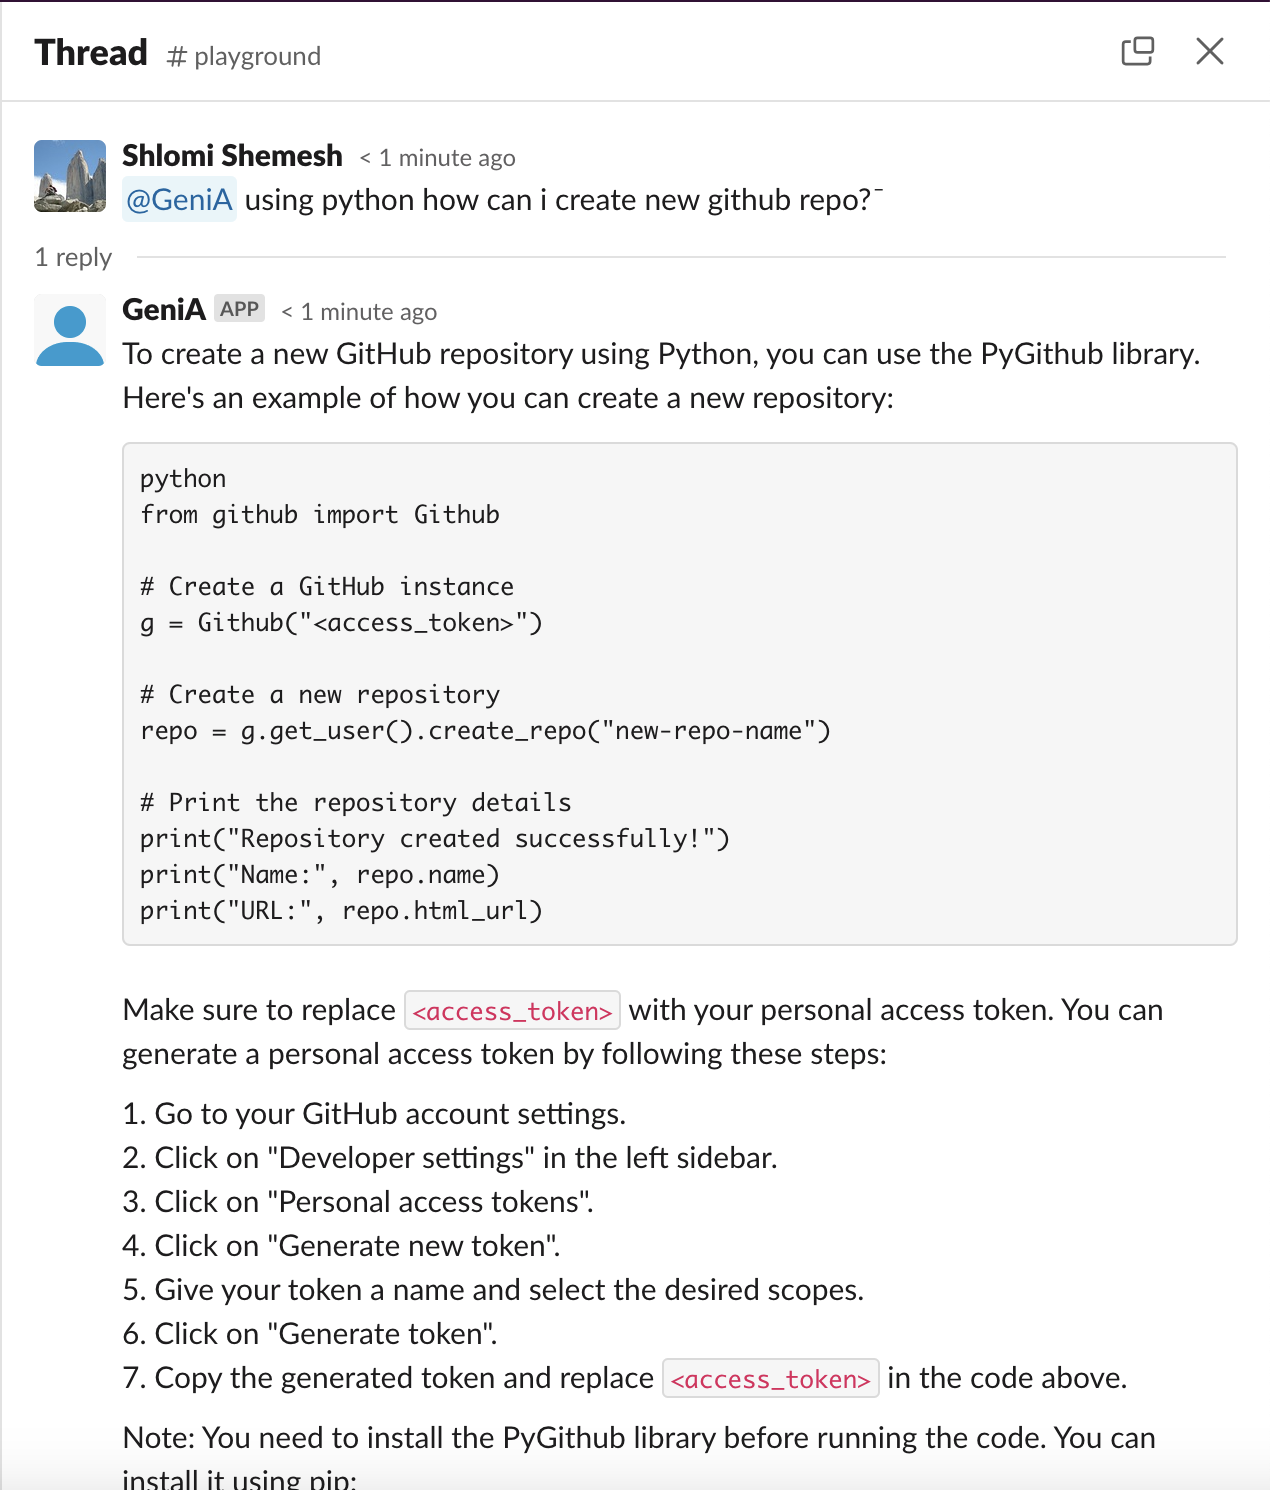 Thread # playground
Shlomi Shemesh < 1 minute ago
@GeniA using python how can i create new github repo?¯
1 reply
GeniA APP < 1 minute ago
To create a new GitHub repository using Python, you can use the PyGithub library.
Here's an example of how you can create a new repository:
python
from github import Github
# Create a GitHub instance
g = Github("<access_token>")
# Create a new repository
repo = g.get_user().create_repo("new-repo-name")
# Print the repository details
print("Repository created successfully!")
print("Name:", repo.name)
print("URL:", repo.html_url)
Make sure to replace <access_token> with your personal access token. You can
generate a personal access token by following these steps:
1. Go to your GitHub account settings.
2. Click on "Developer settings" in the left sidebar.
3. Click on "Personal access tokens".
4. Click on "Generate new token".
5. Give your token a name and select the desired scopes.
6. Click on "Generate token".
7. Copy the generated token and replace <access_token> in the code above.
Note: You need to install the PyGithub library before running the code. You can
install it using pip: